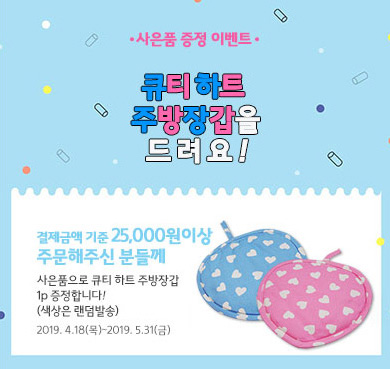 •사은품 증정 이벤트•
큐티 하트
주방장갑을
드려요!
결제금액 기준 25,000원이상
주문해주신 분들께
사은품으로 큐티 하트 주방장갑
1p 증정합니다!
(색상은 랜덤발송)
2019. 4.18(목)~2019. 5.31(금)